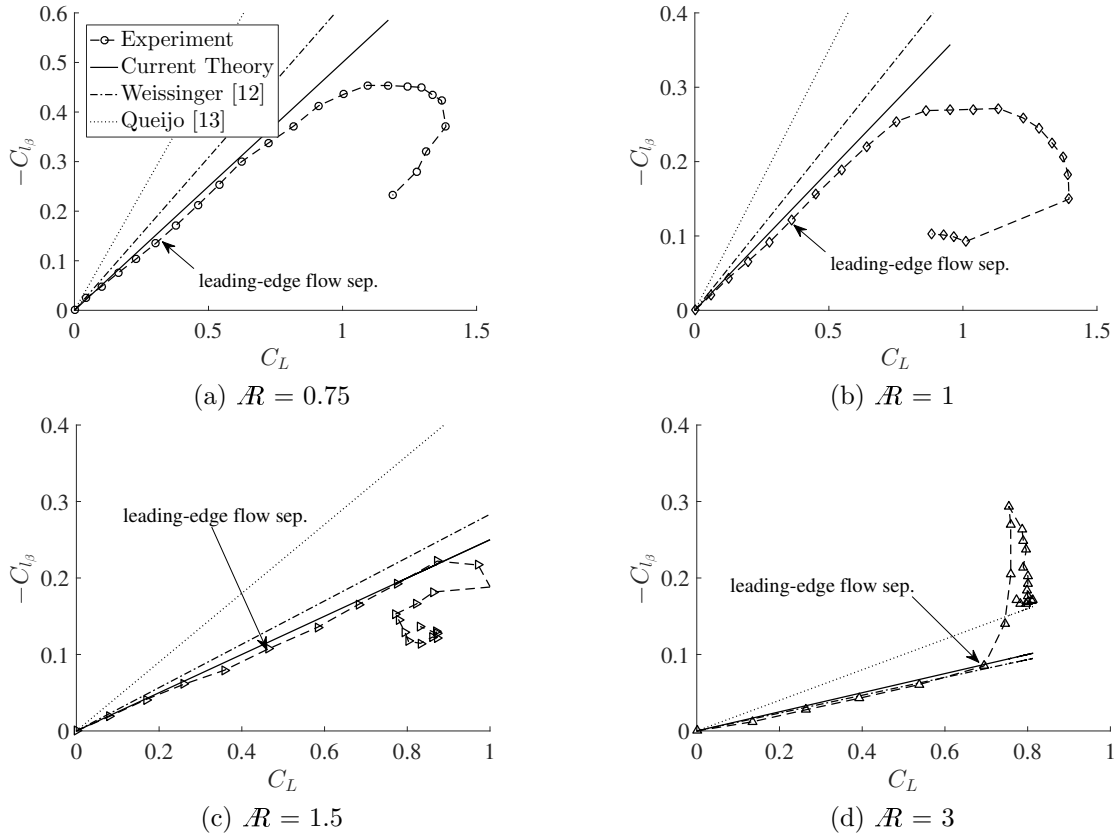 0.6
0.5
0.4
0.3
0.2
0.1
0
−C_{l_β}
Experiment
Current Theory
Weissinger [12]
Queijo [13]
leading-edge flow sep.
0 0.5 1 1.5
C_L
(a) AR = 0.75
0.4
0.3
0.2
0.1
0
−C_{l_β}
leading-edge flow sep.
0 0.5 1 1.5
C_L
(b) AR = 1
0.4
0.3
0.2
0.1
0
−C_{l_β}
leading-edge flow sep.
0 0.2 0.4 0.6 0.8 1
C_L
(c) AR = 1.5
0.4
0.3
0.2
0.1
0
−C_{l_β}
leading-edge flow sep.
0 0.2 0.4 0.6 0.8 1
C_L
(d) AR = 3